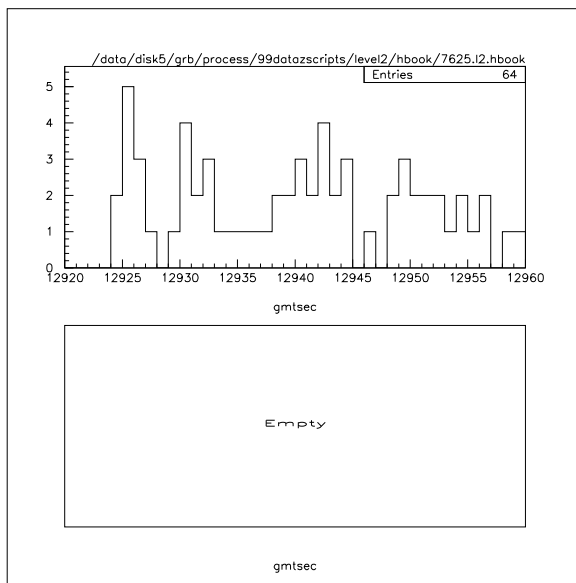 /data/disk5/grb/process/99datazscripts/level2/hbook/7625.l2.hbook
Entries 64
5
4
3
2
1
0
12920 12925 12930 12935 12940 12945 12950 12955 12960
gmtsec
Empty
gmtsec